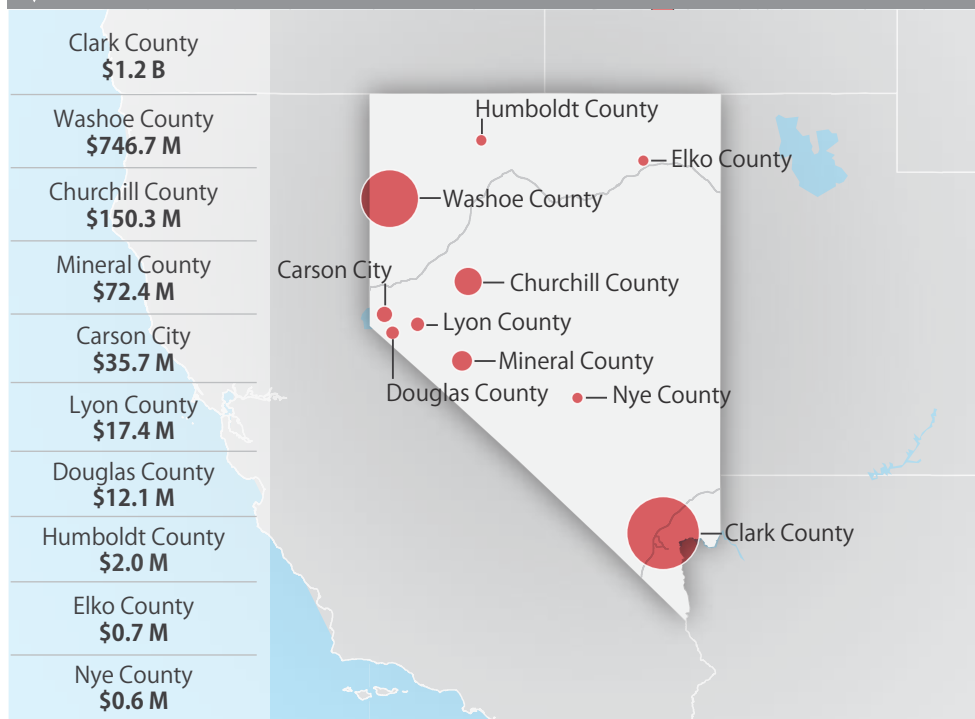 Clark County
$1.2 B
Washoe County
$746.7 M
Churchill County
$150.3 M
Mineral County
$72.4 M
Carson City
$35.7 M
Lyon County
$17.4 M
Douglas County
$12.1 M
Humboldt County
$2.0 M
Elko County
$0.7 M
Nye County
$0.6 M
Humboldt County
Elko County
Washoe County
Carson City
Churchill County
Lyon County
Mineral County
Douglas County
Nye County
Clark County